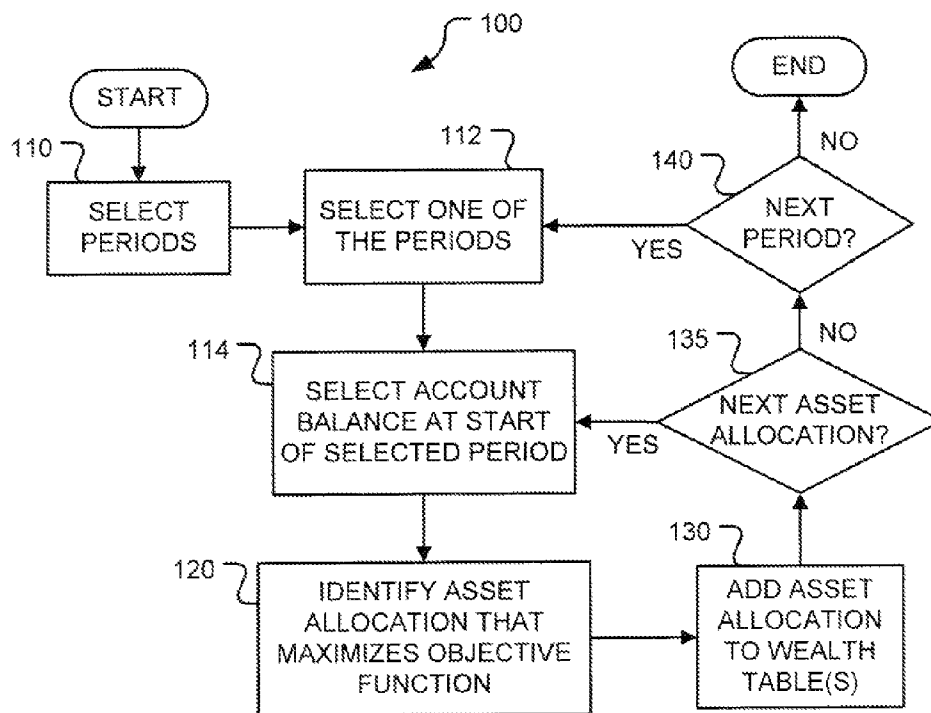 100
START
END
110
SELECT
PERIODS
112
SELECT ONE OF
THE PERIODS
140
NEXT
PERIOD?
YES
NO
114
SELECT ACCOUNT
BALANCE AT START
OF SELECTED PERIOD
135
NEXT ASSET
ALLOCATION?
YES
NO
120
IDENTIFY ASSET
ALLOCATION THAT
MAXIMIZES OBJECTIVE
FUNCTION
130
ADD ASSET
ALLOCATION
TO WEALTH
TABLE(S)